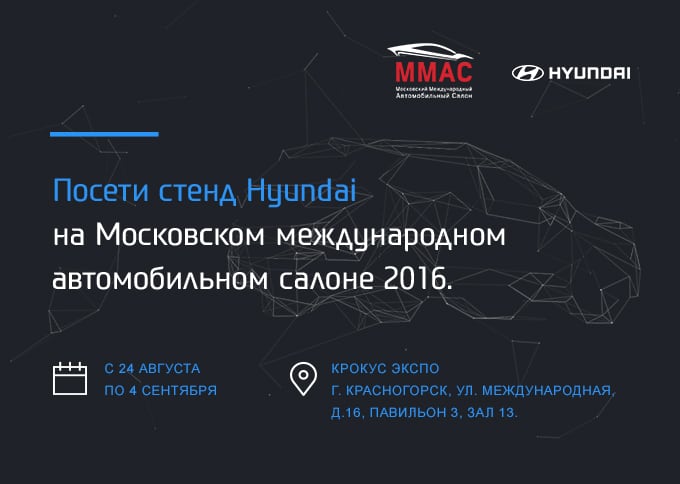 ММАС
Московский Международный
Автомобильный Салон
HYUNDAI
Посети стенд Hyundai
на Московском международном
автомобильном салоне 2016.
С 24 АВГУСТА
ПО 4 СЕНТЯБРЯ
КРОКУС ЭКСПО
Г. КРАСНОГОРСК, УЛ. МЕЖДУНАРОДНАЯ,
Д.16, ПАВИЛЬОН 3, ЗАЛ 13.